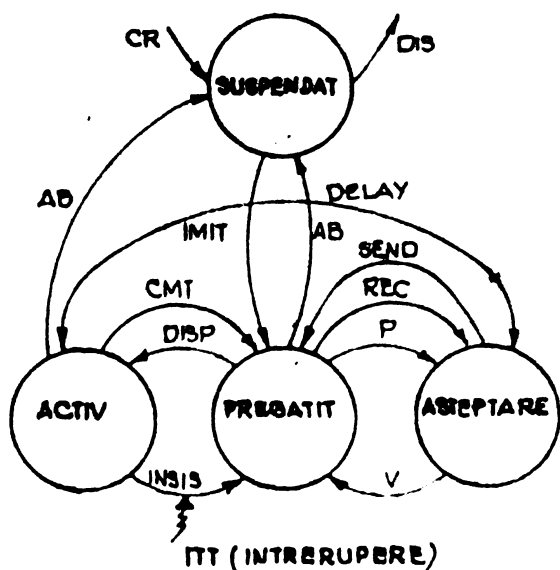 CR
DIS
SUSPENDAT
AB
DELAY
IMIT
AB
SEND
CMT
REC
DISP
P
ACTIV
PREGATIT
ASTEPTARE
INSIS
V
ITT (INTRERUPERE)